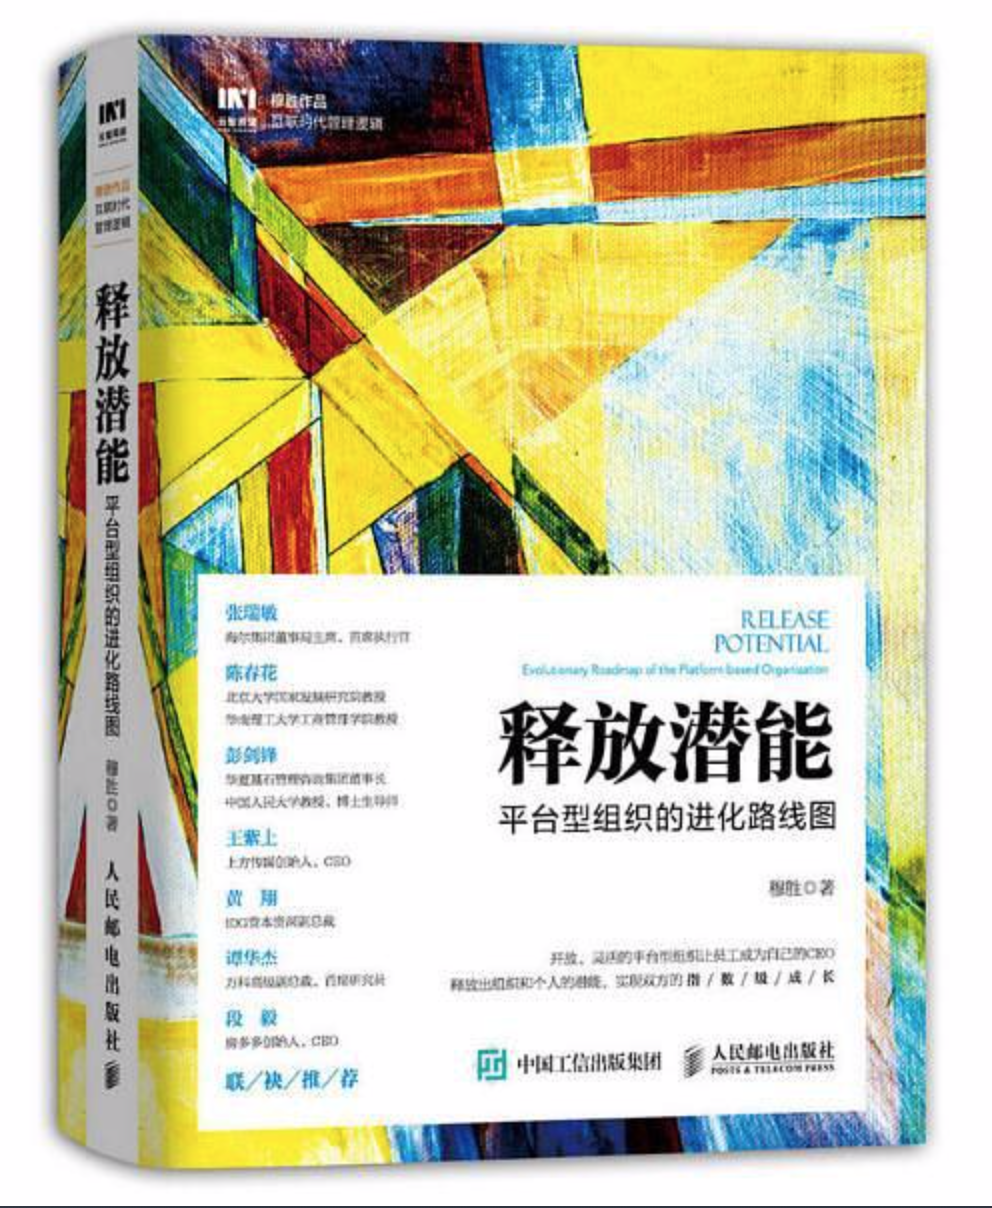 穆胜作品
互联时代管理逻辑
穆胜作品
互联时代
管理逻辑
释放潜能
平台型组织的进化路线图
穆胜◎著
人民邮电出版社
张瑞敏
海尔集团董事局主席、首席执行官
陈春花
北京大学国家发展研究院教授
华南理工大学工商管理学院教授
彭剑锋
华夏基石管理咨询集团董事长
中国人民大学教授、博士生导师
王紫上
上方传媒创始人、CEO
黄 翔
IDG资本资深副总裁
谭华杰
万科高级副总裁、首席研究员
段 毅
房多多创始人、CEO
联/袂/推/荐
RELEASE
POTENTIAL
Evolutionary Roadmap of the Platform-based Organization
释放潜能
平台型组织的进化路线图
穆胜◎著
开放、灵活的平台型组织让员工成为自己的CEO
释放出组织和个人的潜能，实现双方的 指/数/级/成/长
中国工信出版集团
人民邮电出版社
POSTS & TELECOM PRESS